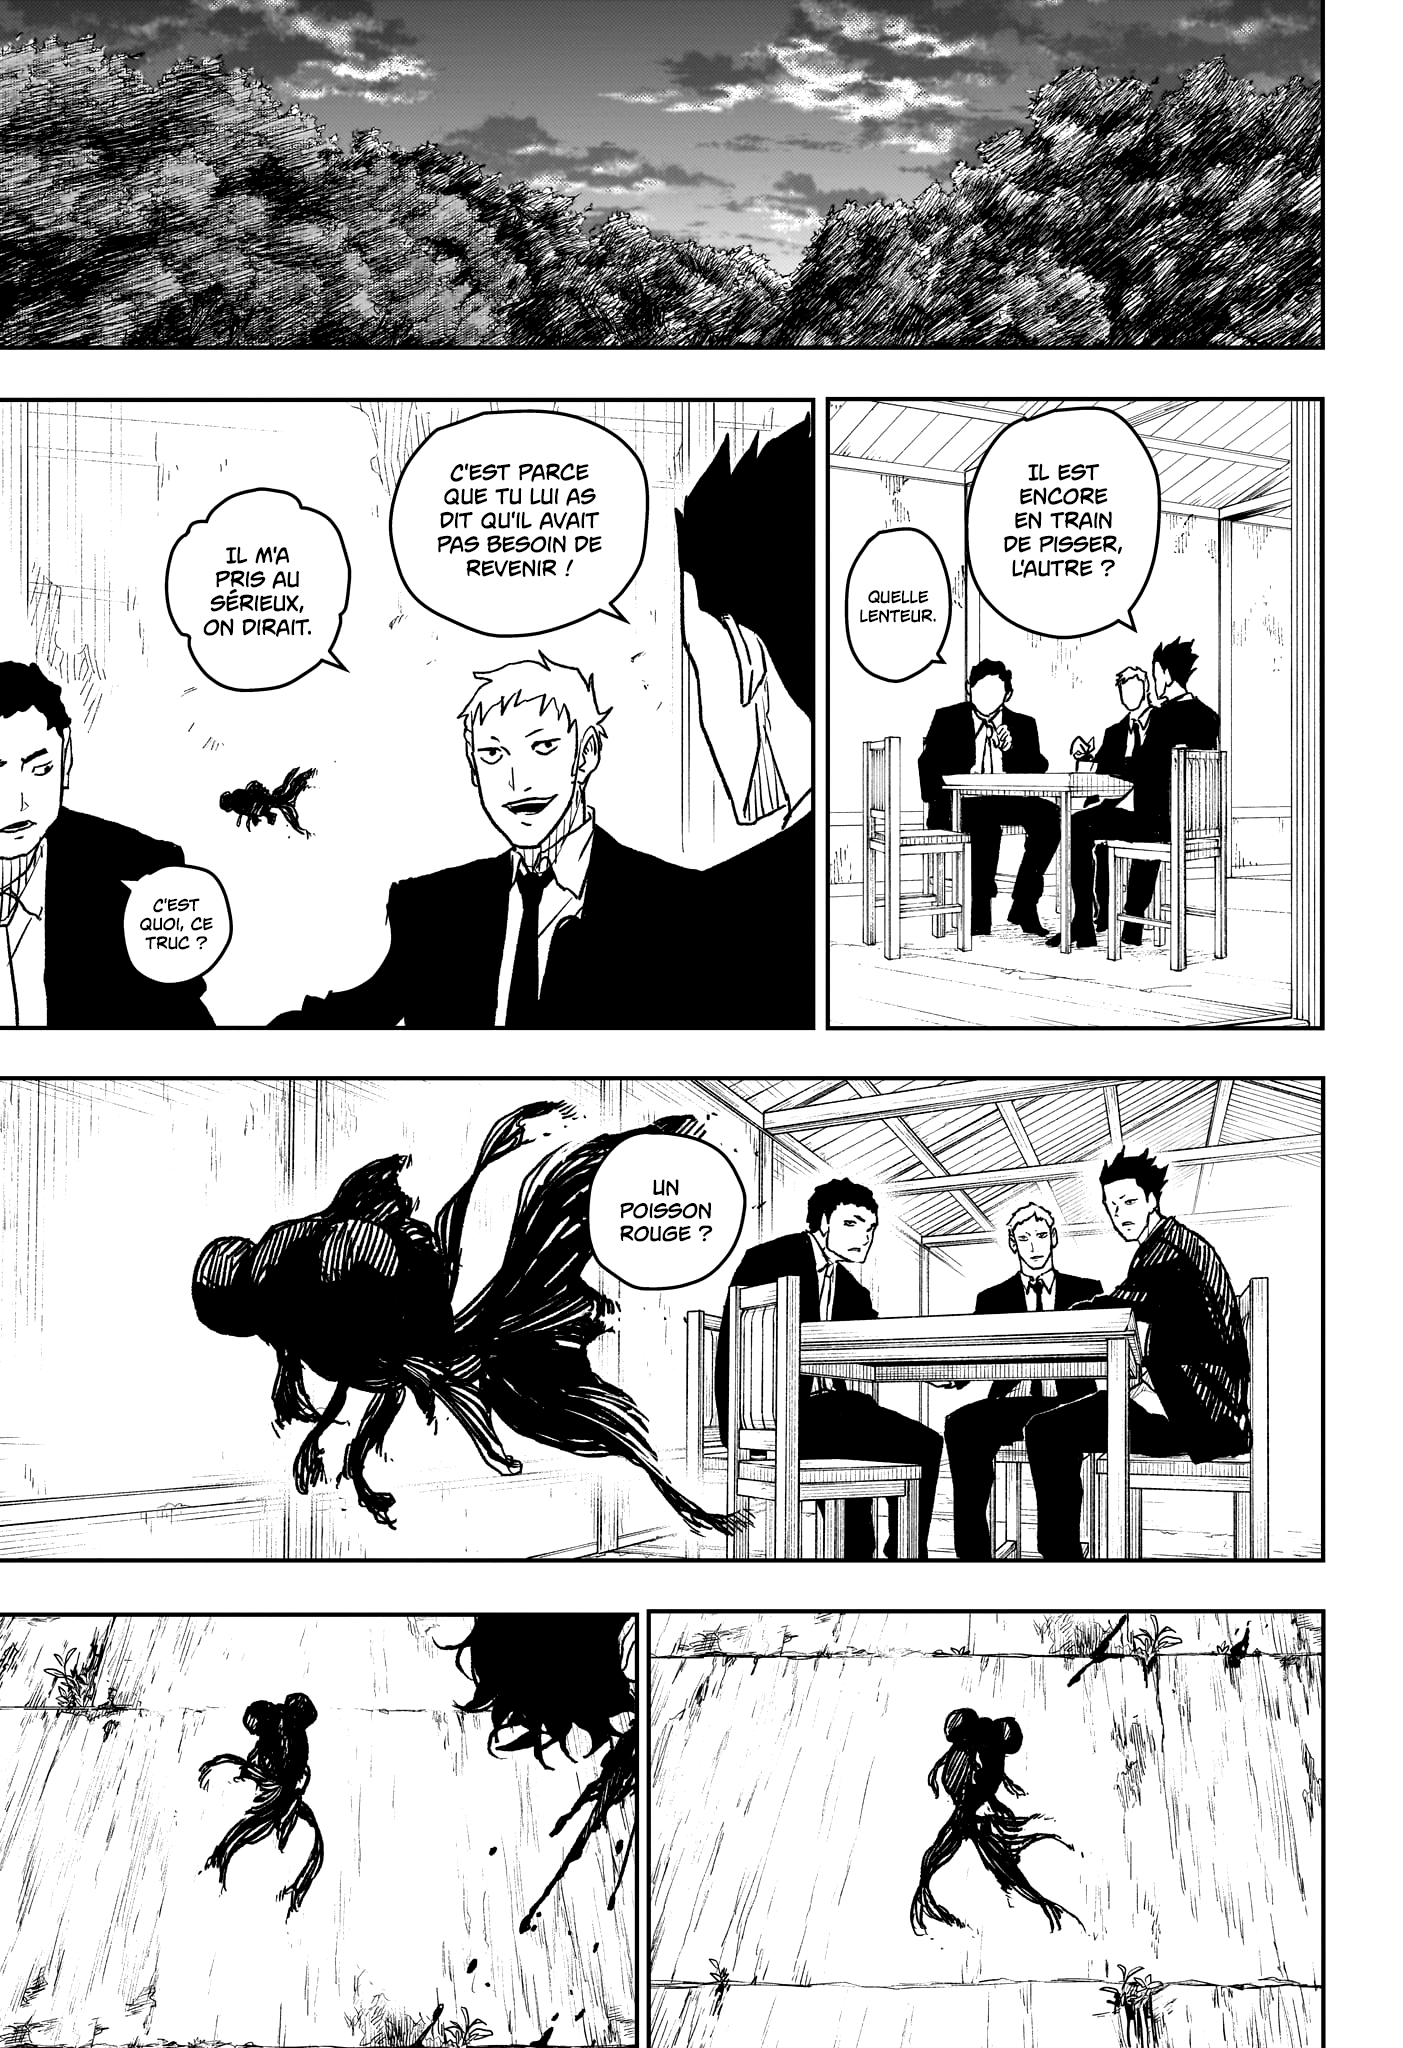 IL EST
ENCORE
EN TRAIN
DE PISSER,
L'AUTRE ?
QUELLE
LENTEUR.
C'EST PARCE
QUE TU LUI AS
DIT QU'IL AVAIT
PAS BESOIN DE
REVENIR !
IL M'A
PRIS AU
SÉRIEUX,
ON DIRAIT.
C'EST
QUOI, CE
TRUC ?
UN
POISSON
ROUGE ?